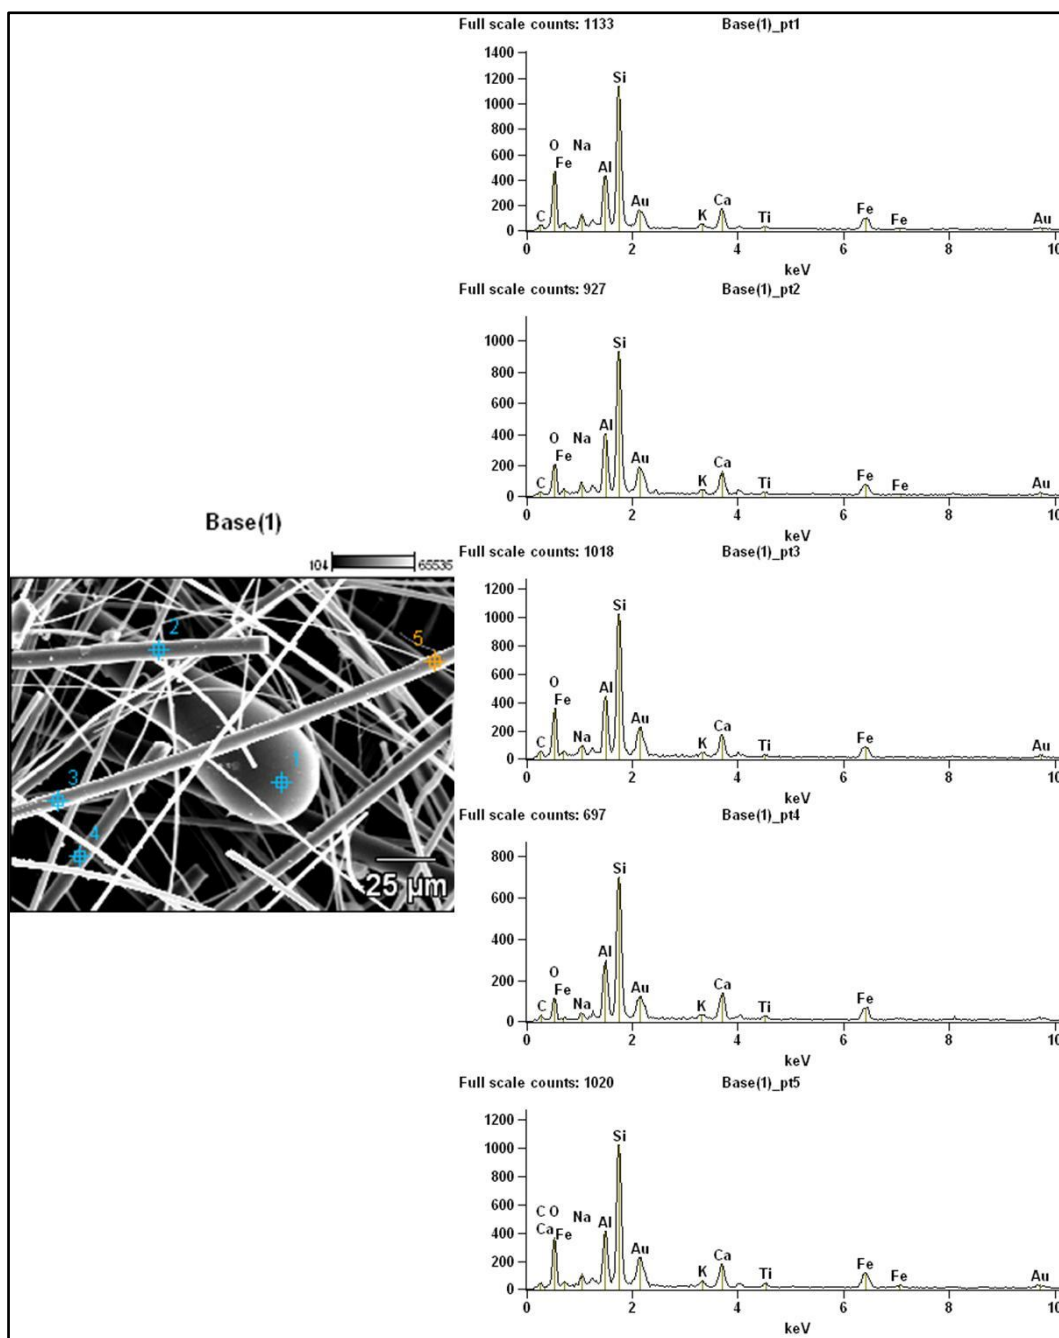 Base(1)
104 65535
1
2
3
4
5
25 µm
Full scale counts: 1133 Base(1)_pt1
1400
1200
1000
800
600
400
200
0
C O Fe Na Al Si Au K Ca Ti Fe Fe Au
0 2 4 6 8 10
keV
Full scale counts: 927 Base(1)_pt2
1000
800
600
400
200
0
C O Fe Na Al Si Au K Ca Ti Fe Fe Au
0 2 4 6 8 10
keV
Full scale counts: 1018 Base(1)_pt3
1200
1000
800
600
400
200
0
C O Fe Na Al Si Au K Ca Ti Fe Au
0 2 4 6 8 10
keV
Full scale counts: 697 Base(1)_pt4
800
600
400
200
0
C O Fe Na Al Si Au K Ca Ti Fe
0 2 4 6 8 10
keV
Full scale counts: 1020 Base(1)_pt5
1200
1000
800
600
400
200
0
C O Ca Fe Na Al Si Au K Ca Ti Fe Fe Au
0 2 4 6 8 10
keV